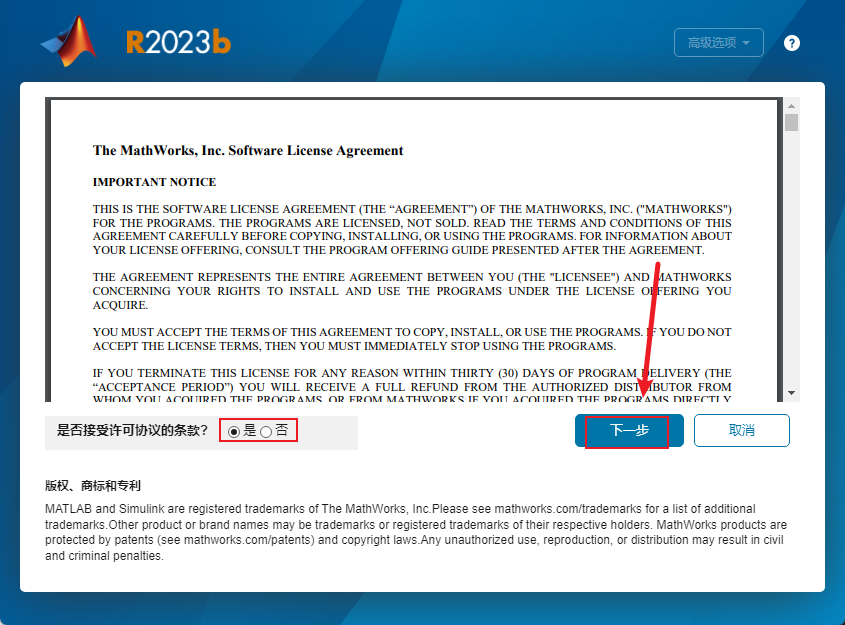 R2023b
高级选项
?
The MathWorks, Inc. Software License Agreement
IMPORTANT NOTICE
THIS IS THE SOFTWARE LICENSE AGREEMENT (THE “AGREEMENT”) OF THE MATHWORKS, INC. ("MATHWORKS")
FOR THE PROGRAMS. THE PROGRAMS ARE LICENSED, NOT SOLD. READ THE TERMS AND CONDITIONS OF THIS
AGREEMENT CAREFULLY BEFORE COPYING, INSTALLING, OR USING THE PROGRAMS. FOR INFORMATION ABOUT
YOUR LICENSE OFFERING, CONSULT THE PROGRAM OFFERING GUIDE PRESENTED AFTER THE AGREEMENT.
THE AGREEMENT REPRESENTS THE ENTIRE AGREEMENT BETWEEN YOU (THE "LICENSEE") AND MATHWORKS
CONCERNING YOUR RIGHTS TO INSTALL AND USE THE PROGRAMS UNDER THE LICENSE OFFERING YOU
ACQUIRE.
YOU MUST ACCEPT THE TERMS OF THIS AGREEMENT TO COPY, INSTALL, OR USE THE PROGRAMS. IF YOU DO NOT
ACCEPT THE LICENSE TERMS, THEN YOU MUST IMMEDIATELY STOP USING THE PROGRAMS.
IF YOU TERMINATE THIS LICENSE FOR ANY REASON WITHIN THIRTY (30) DAYS OF PROGRAM DELIVERY (THE
“ACCEPTANCE PERIOD”) YOU WILL RECEIVE A FULL REFUND FROM THE AUTHORIZED DISTRIBUTOR FROM
WHOM YOU ACQUIRED THE PROGRAMS, OR FROM MATHWORKS IF YOU ACQUIRED THE PROGRAMS DIRECTLY
是否接受许可协议的条款? 是 否
下一步
取消
版权、商标和专利
MATLAB and Simulink are registered trademarks of The MathWorks, Inc.Please see mathworks.com/trademarks for a list of additional
trademarks.Other product or brand names may be trademarks or registered trademarks of their respective holders. MathWorks products are
protected by patents (see mathworks.com/patents) and copyright laws.Any unauthorized use, reproduction, or distribution may result in civil
and criminal penalties.